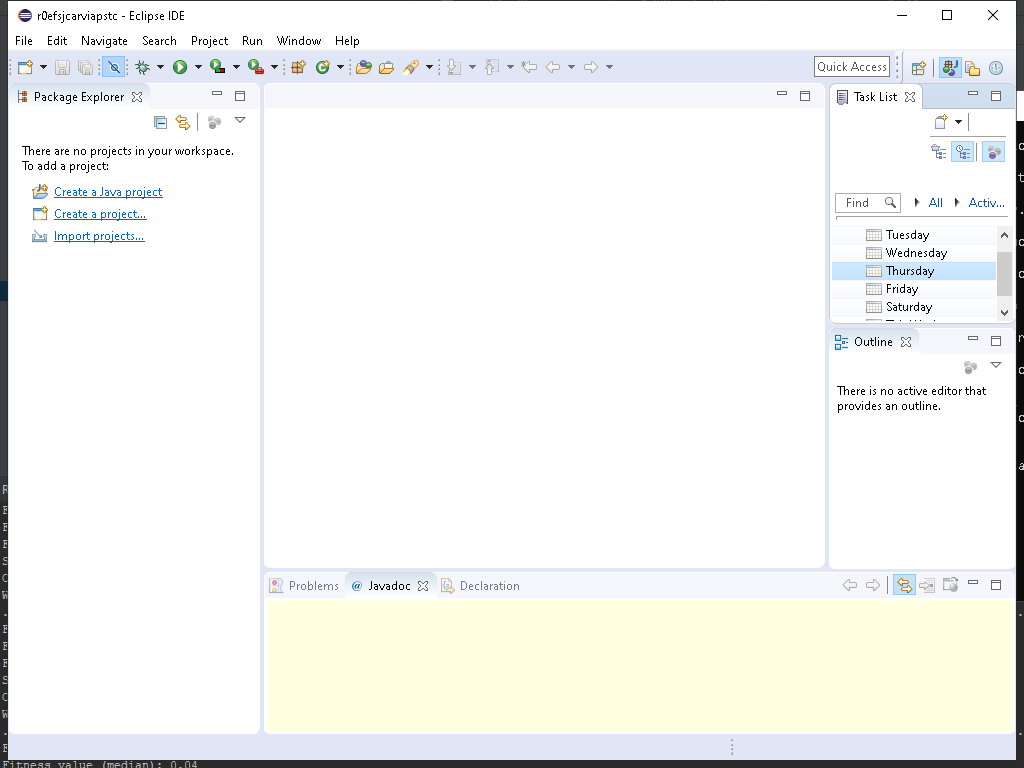 r0efsjcarviapstc - Eclipse IDE
File Edit Navigate Search Project Run Window Help
Quick Access
Package Explorer
Task List
There are no projects in your workspace.
To add a project:
Create a Java project
Create a project...
Import projects...
Find All Activ...
Tuesday
Wednesday
Thursday
Friday
Saturday
Outline
There is no active editor that
provides an outline.
Problems @ Javadoc Declaration
Fitness value (median): 0.04